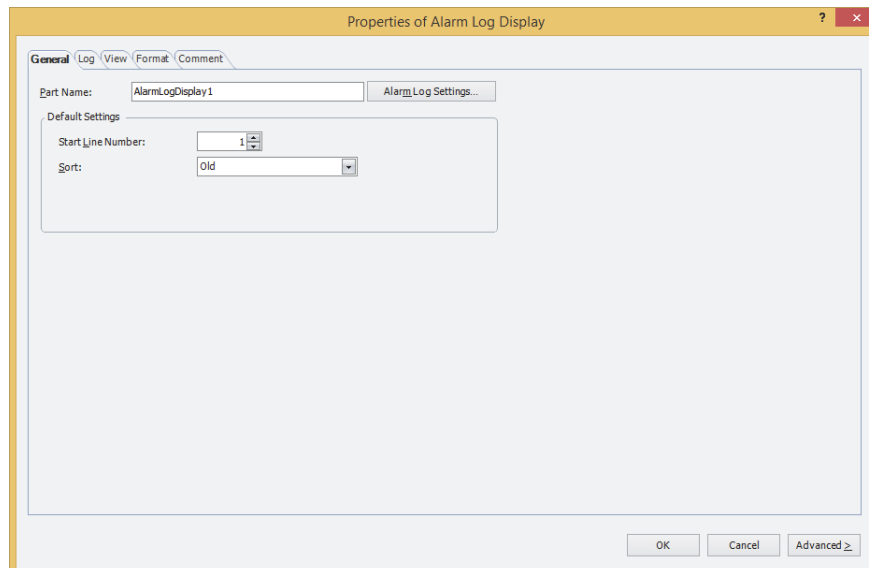 Properties of Alarm Log Display ? ×
General Log View Format Comment
Part Name: AlarmLogDisplay1 Alarm Log Settings...
Default Settings
Start Line Number: 1
Sort: Old
OK Cancel Advanced >